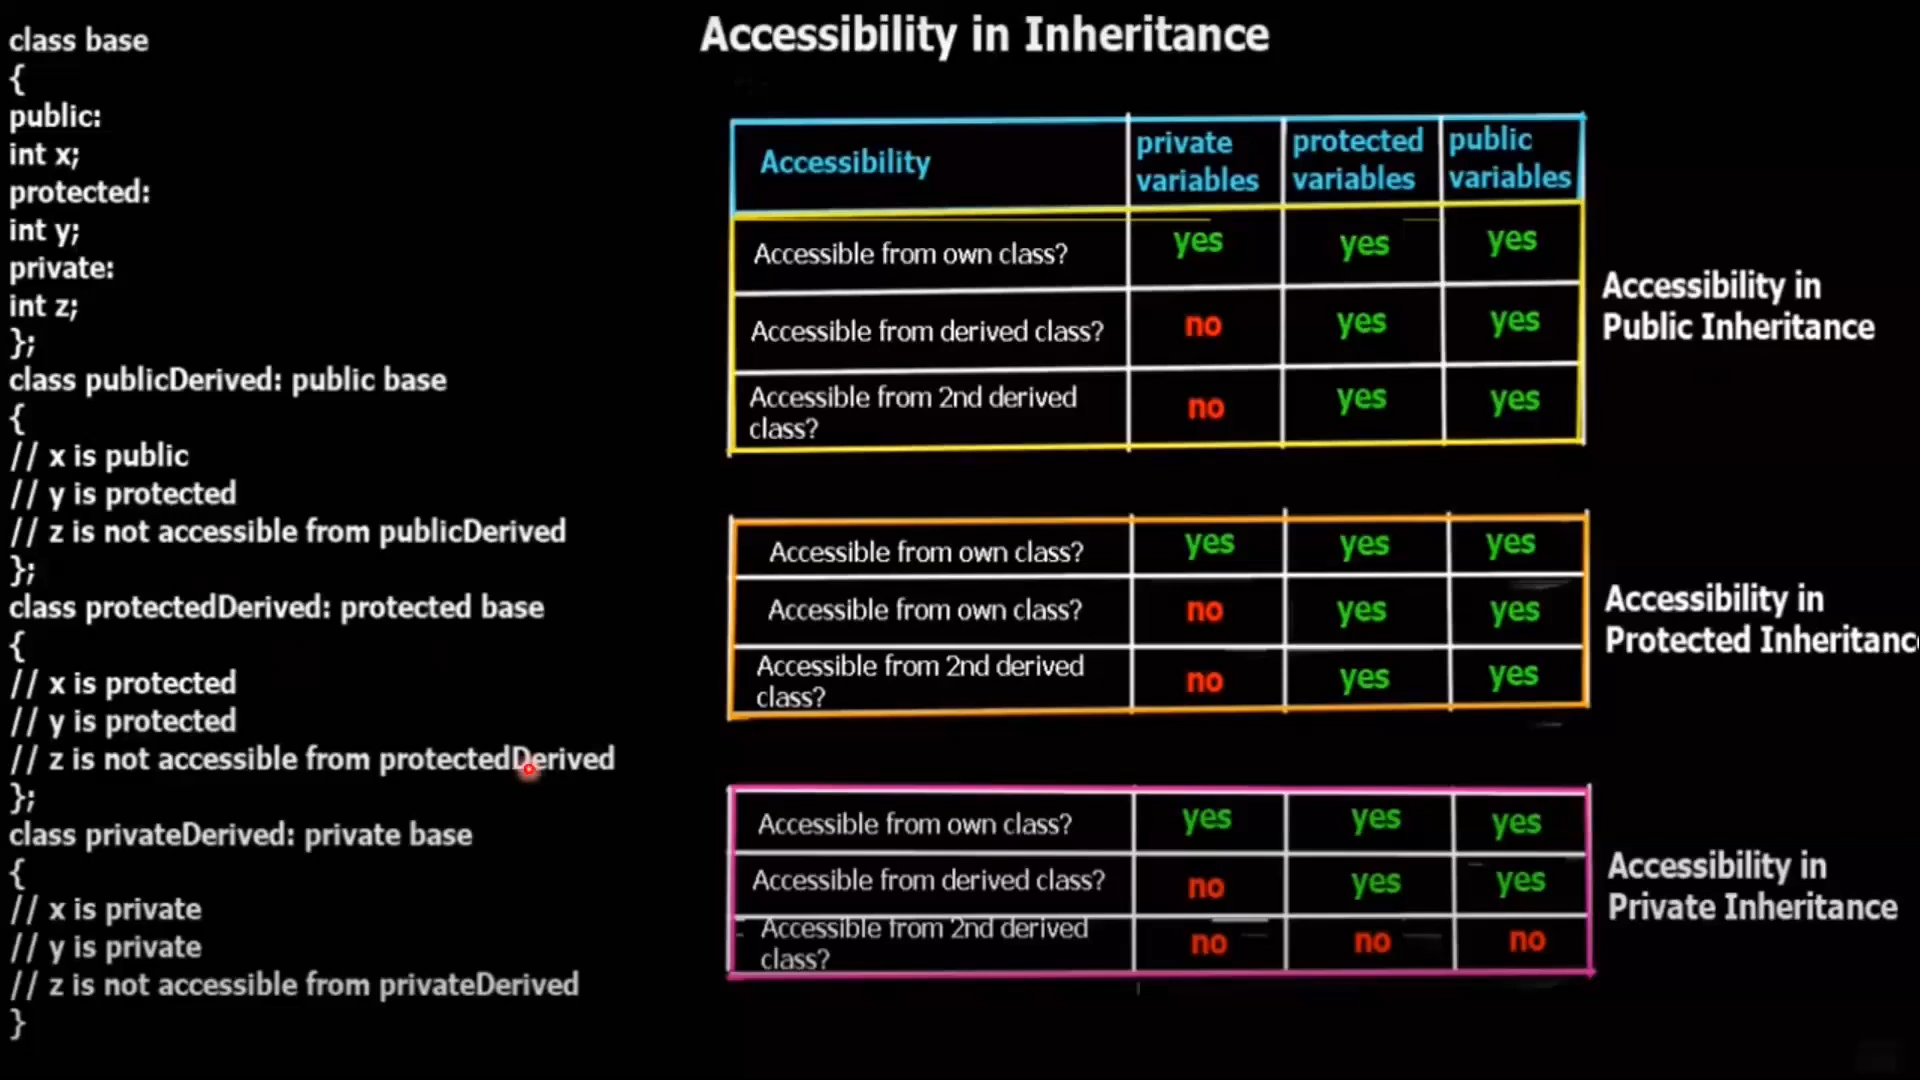 Accessibility in Inheritance
class base
{
public:
int x;
protected:
int y;
private:
int z;
};
class publicDerived: public base
{
// x is public
// y is protected
// z is not accessible from publicDerived
};
class protectedDerived: protected base
{
// x is protected
// y is protected
// z is not accessible from protectedDerived
};
class privateDerived: private base
{
// x is private
// y is private
// z is not accessible from privateDerived
}
Accessibility
private
variables
protected
variables
public
variables
Accessible from own class?
yes
yes
yes
Accessible from derived class?
no
yes
yes
Accessible from 2nd derived
class?
no
yes
yes
Accessibility in
Public Inheritance
Accessible from own class?
yes
yes
yes
Accessible from own class?
no
yes
yes
Accessible from 2nd derived
class?
no
yes
yes
Accessibility in
Protected Inheritance
Accessible from own class?
yes
yes
yes
Accessible from derived class?
no
yes
yes
Accessible from 2nd derived
class?
no
no
no
Accessibility in
Private Inheritance